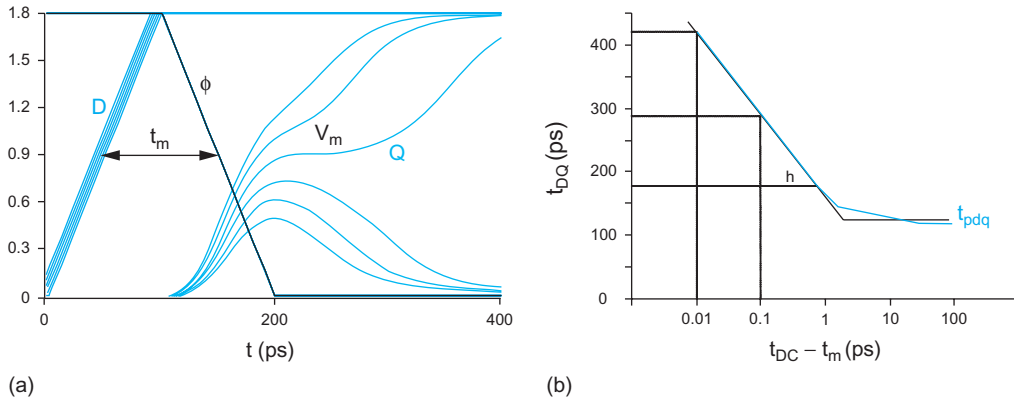 1.8
1.5
1.2
0.9
0.6
0.3
0
D
t_m
ϕ
V_m
Q
0
200
400
t (ps)
(a)
t_DQ (ps)
400
300
200
100
0
h
t_pdq
0.01
0.1
1
10
100
t_DC − t_m (ps)
(b)